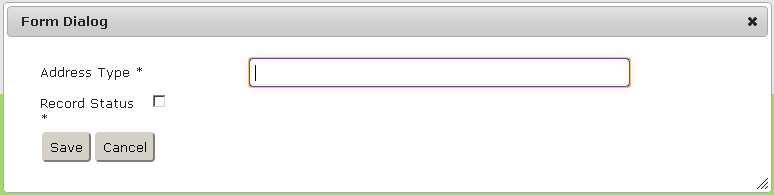 Form Dialog
Address Type *
Record Status
*
Save Cancel